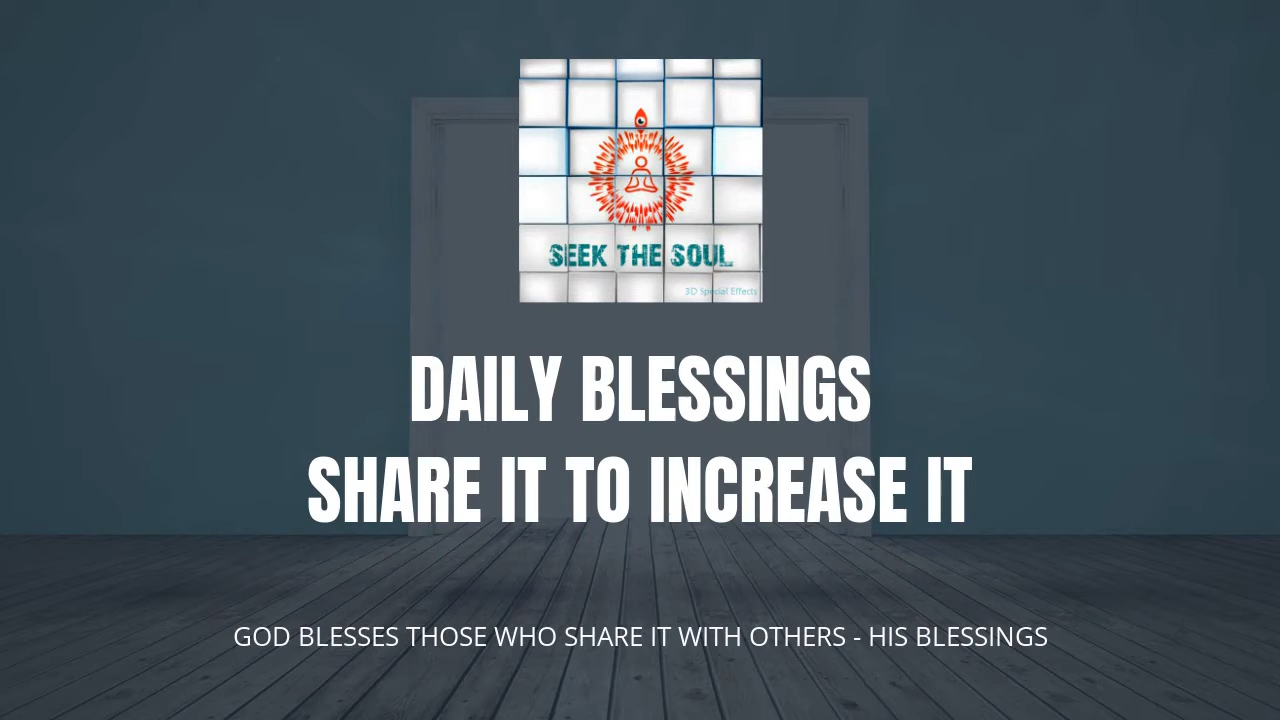 SEEK THE SOUL
3D Special Effects
DAILY BLESSINGS
SHARE IT TO INCREASE IT
GOD BLESSES THOSE WHO SHARE IT WITH OTHERS - HIS BLESSINGS